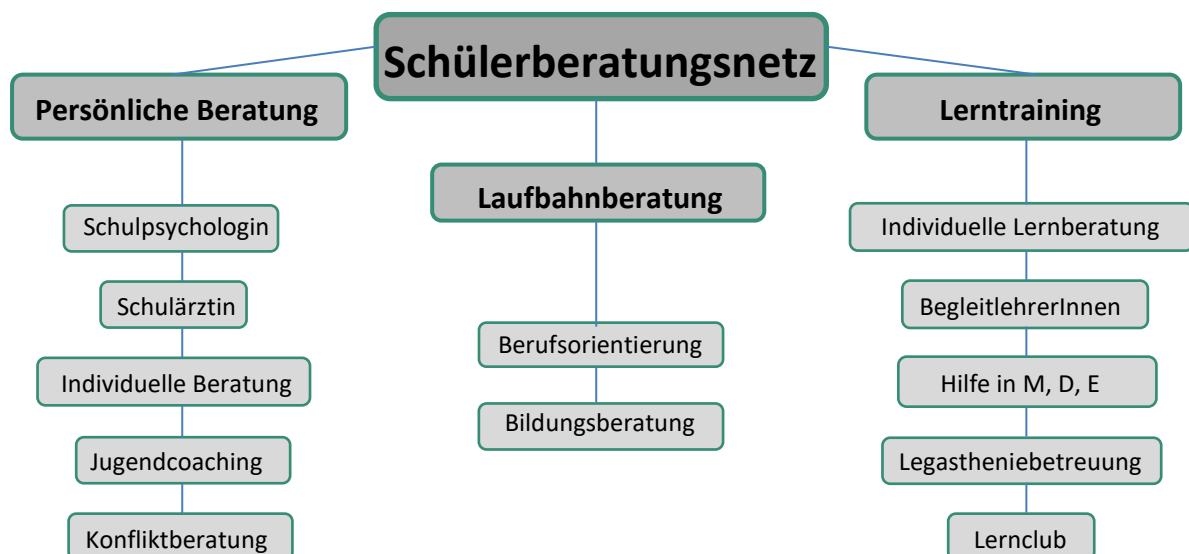 Schülerberatungsnetz
Persönliche Beratung
Schulpsychologin
Schulärztin
Individuelle Beratung
Jugendcoaching
Konfliktberatung
Laufbahnberatung
Berufsorientierung
Bildungsberatung
Lerntraining
Individuelle Lernberatung
BegleitlehrerInnen
Hilfe in M, D, E
Legastheniebetreuung
Lernclub